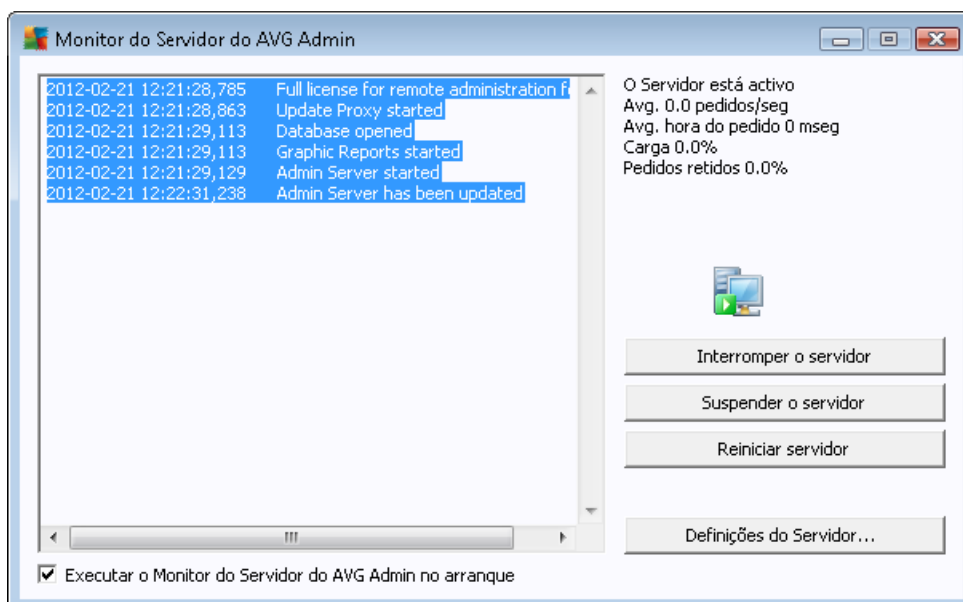 Monitor do Servidor do AVG Admin
2012-02-21 12:21:28,785 Full license for remote administration
2012-02-21 12:21:28,863 Update Proxy started
2012-02-21 12:21:29,113 Database opened
2012-02-21 12:21:29,113 Graphic Reports started
2012-02-21 12:21:29,129 Admin Server started
2012-02-21 12:22:31,238 Admin Server has been updated
O Servidor está activo
Avg. 0.0 pedidos/seg
Avg. hora do pedido 0 mseg
Carga 0.0%
Pedidos retidos 0.0%
Interromper o servidor
Suspender o servidor
Reiniciar servidor
Definições do Servidor...
Executar o Monitor do Servidor do AVG Admin no arranque